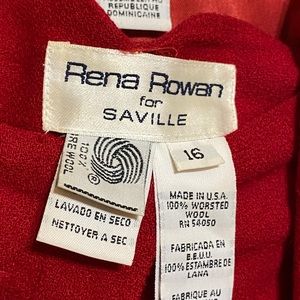 REPUBLIQUE
DOMINICAINE
Rena Rowan
for
SAVILLE
100%
®
16
LAVADO EN SECO
NETTOYER A SEC
MADE IN U.S.A.
100% WORSTED
WOOL
RN 54050
FABRICADA EN
E.E.U.U.
100% ESTAMBRE DE
LANA
FABRIQUE AU